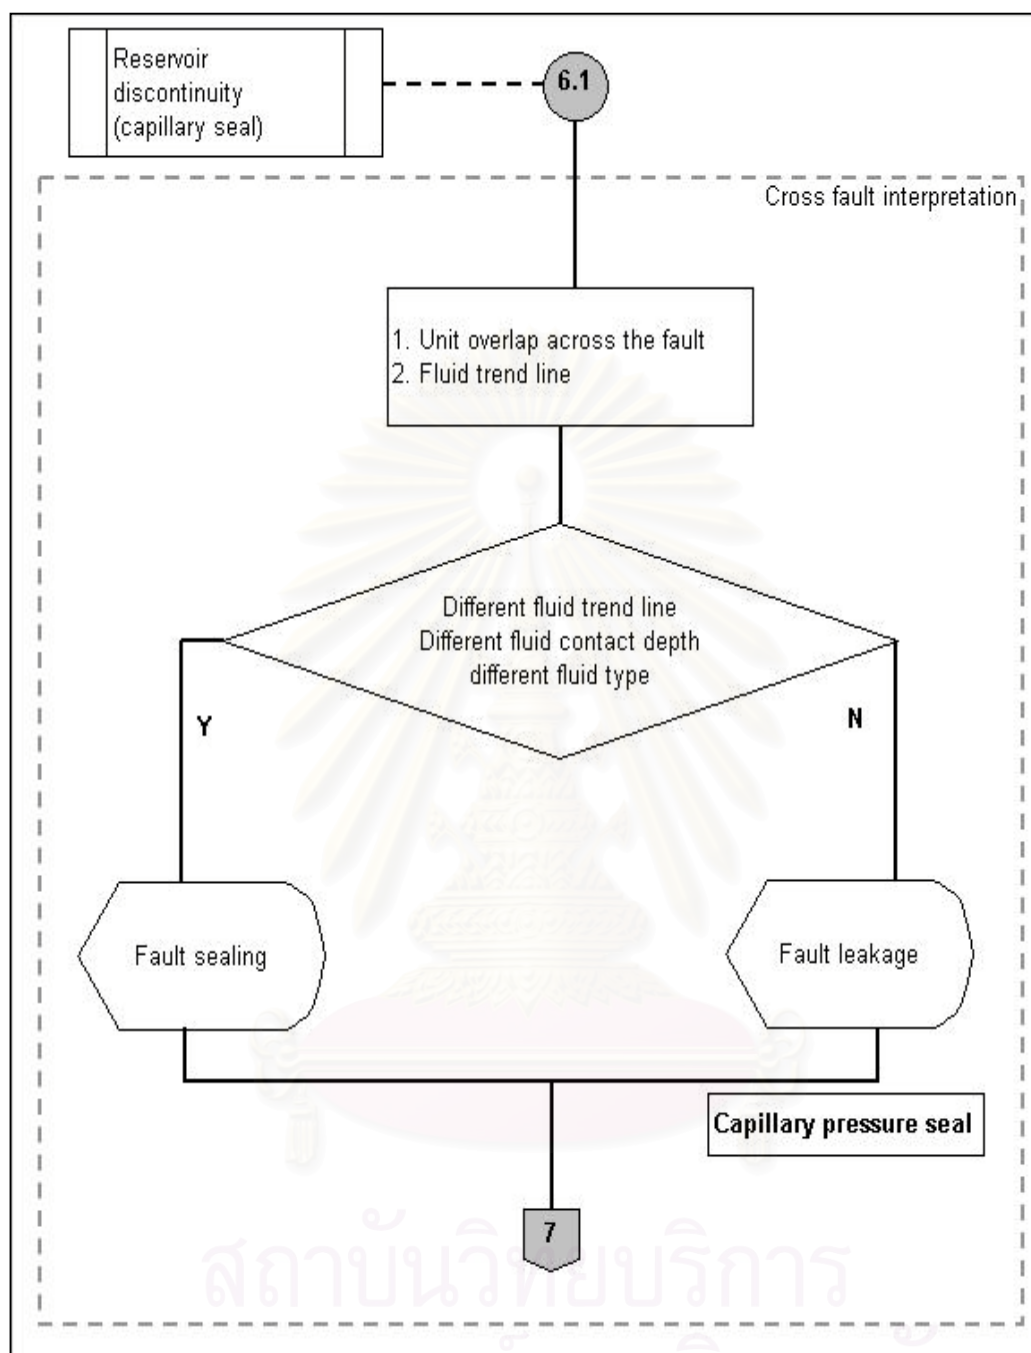 Reservoir
discontinuity
(capillary seal)
6.1
Cross fault interpretation
1. Unit overlap across the fault
2. Fluid trend line
Different fluid trend line
Different fluid contact depth
different fluid type
Y
N
Fault sealing
Fault leakage
Capillary pressure seal
7
สถาบันวิทยบริการ